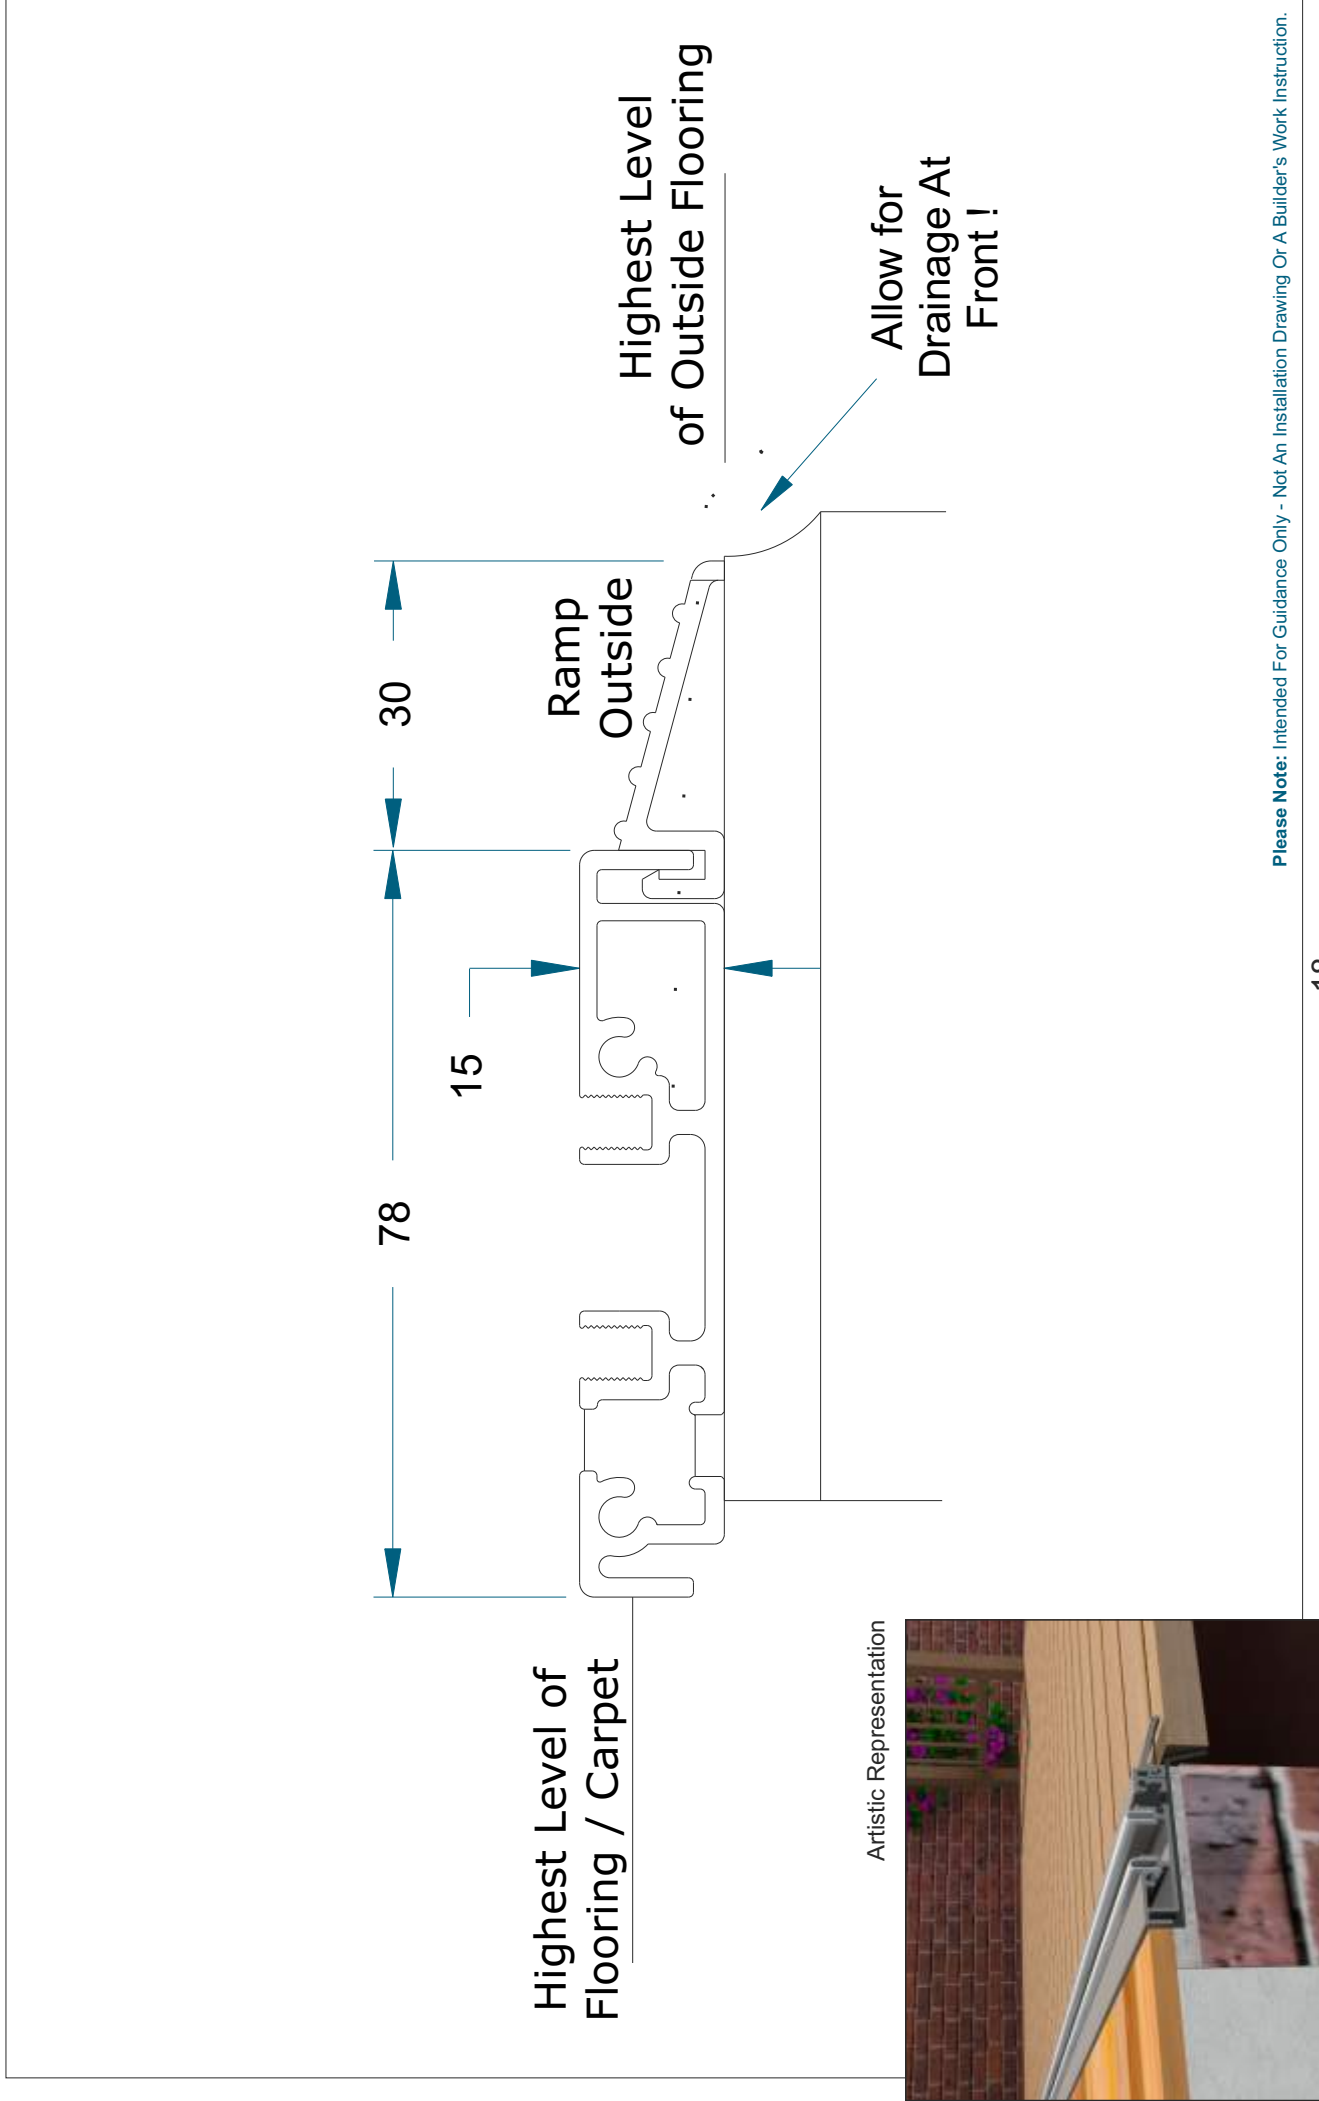 Highest Level of
Flooring / Carpet
78
15
30
Ramp
Outside
Highest Level
of Outside Flooring
Allow for
Drainage At
Front !
Artistic Representation
Please Note: Intended For Guidance Only - Not An Installation Drawing Or A Builder's Work Instruction.